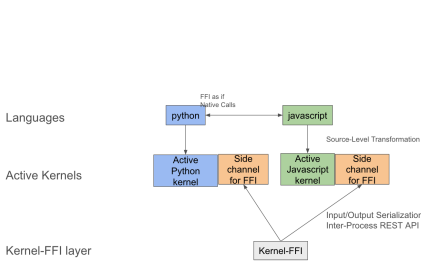 FFI as if
Native Calls
Languages
python
javascript
Source-Level Transformation
Active Kernels
Active
Python
kernel
Side
channel
for FFI
Active
Javascript
kernel
Side
channel
for FFI
Input/Output Serialization
Inter-Process REST API
Kernel-FFI layer
Kernel-FFI